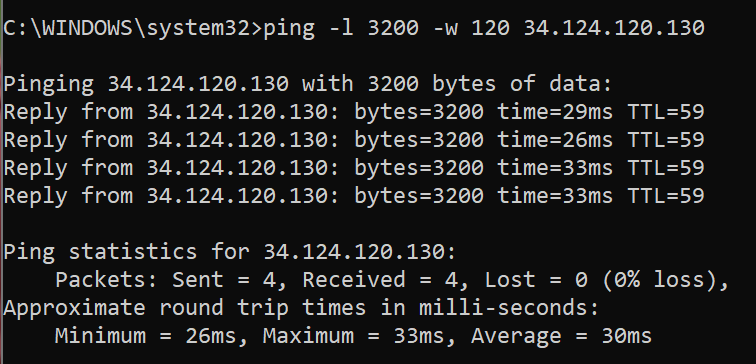 C:\WINDOWS\system32>ping -l 3200 -w 120 34.124.120.130
Pinging 34.124.120.130 with 3200 bytes of data:
Reply from 34.124.120.130: bytes=3200 time=29ms TTL=59
Reply from 34.124.120.130: bytes=3200 time=26ms TTL=59
Reply from 34.124.120.130: bytes=3200 time=33ms TTL=59
Reply from 34.124.120.130: bytes=3200 time=33ms TTL=59
Ping statistics for 34.124.120.130:
    Packets: Sent = 4, Received = 4, Lost = 0 (0% loss),
Approximate round trip times in milli-seconds:
    Minimum = 26ms, Maximum = 33ms, Average = 30ms